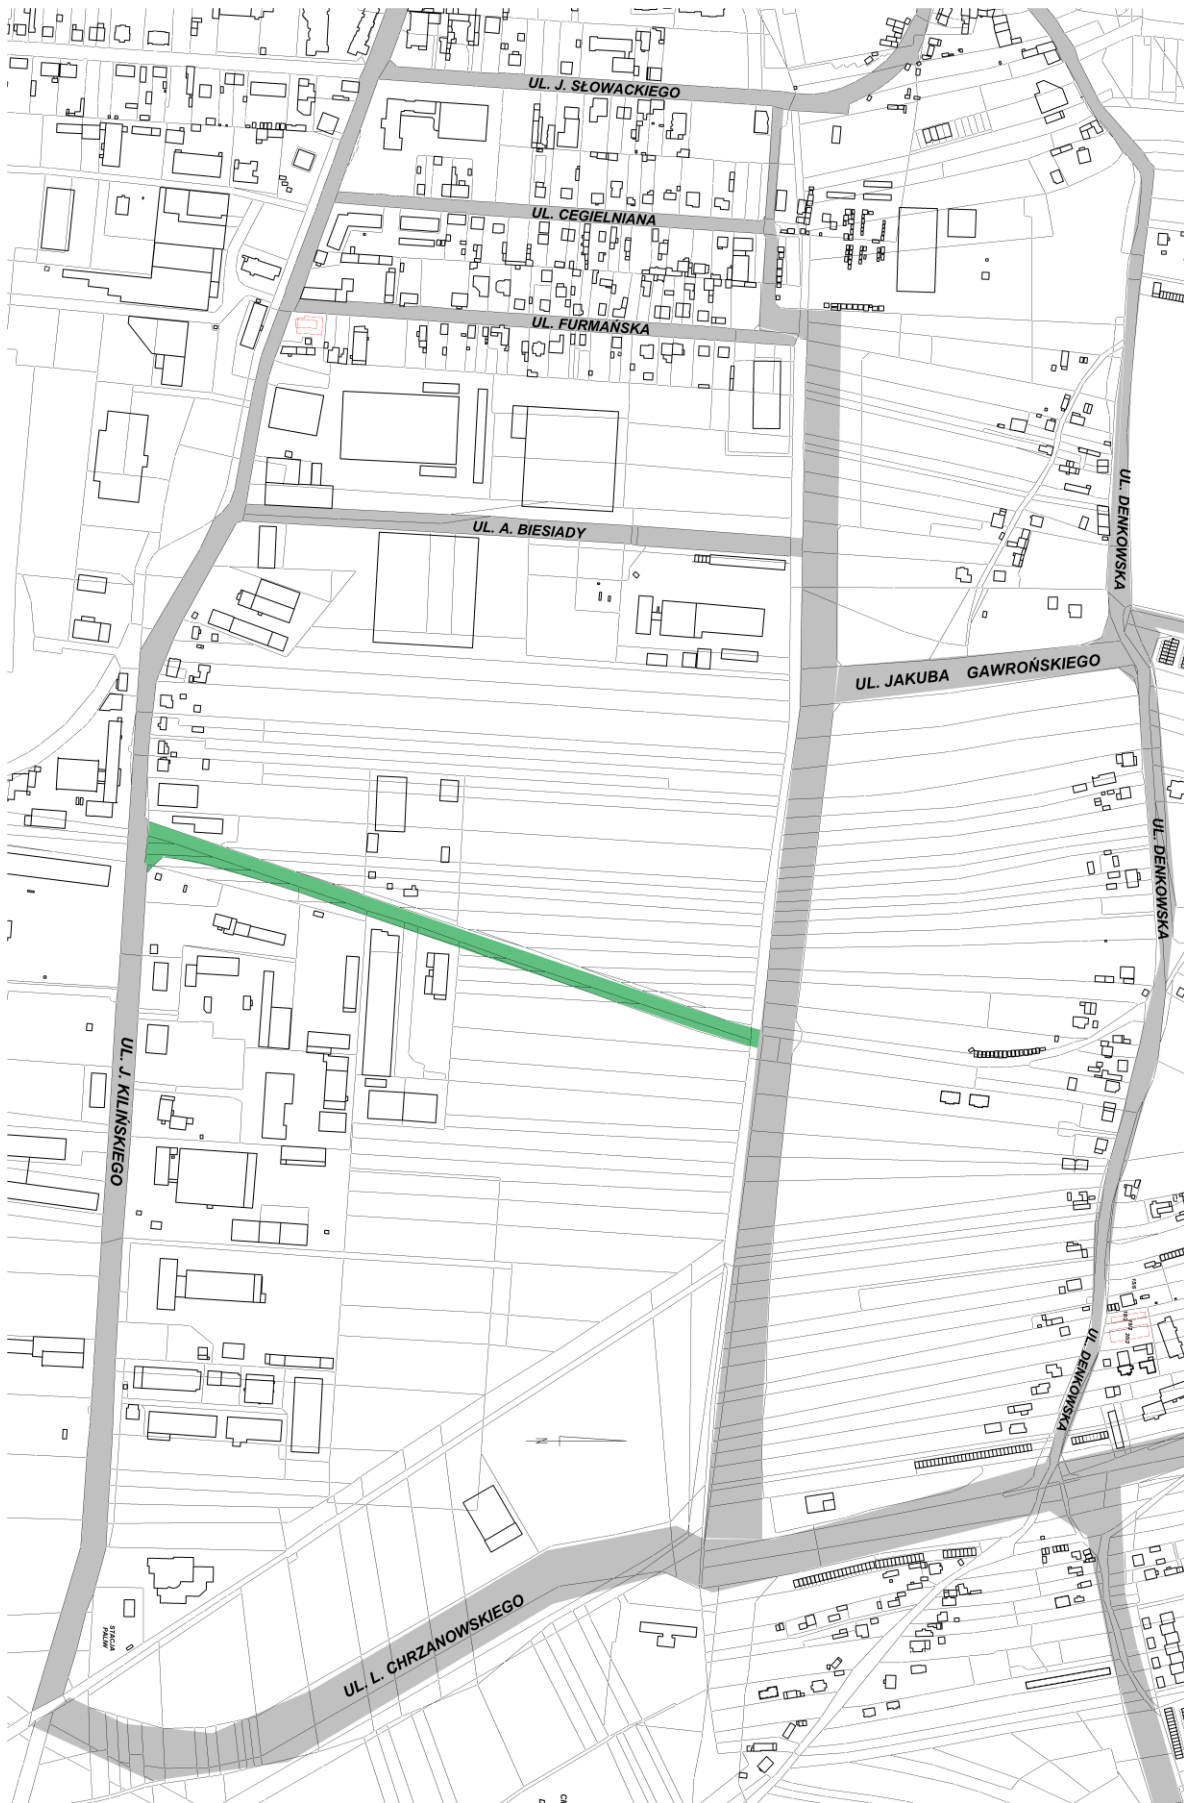 UL. J. SŁOWACKIEGO
UL. CEGIELNIANA
UL. FURMAŃSKA
UL. DENKOWSKA
UL. A. BIESIADY
UL. JAKUBA GAWROŃSKIEGO
UL. DENKOWSKA
UL. J. KILIŃSKIEGO
UL. DENKOWSKA
N
UL. L. CHRZANOWSKIEGO
STACJA
PALIW